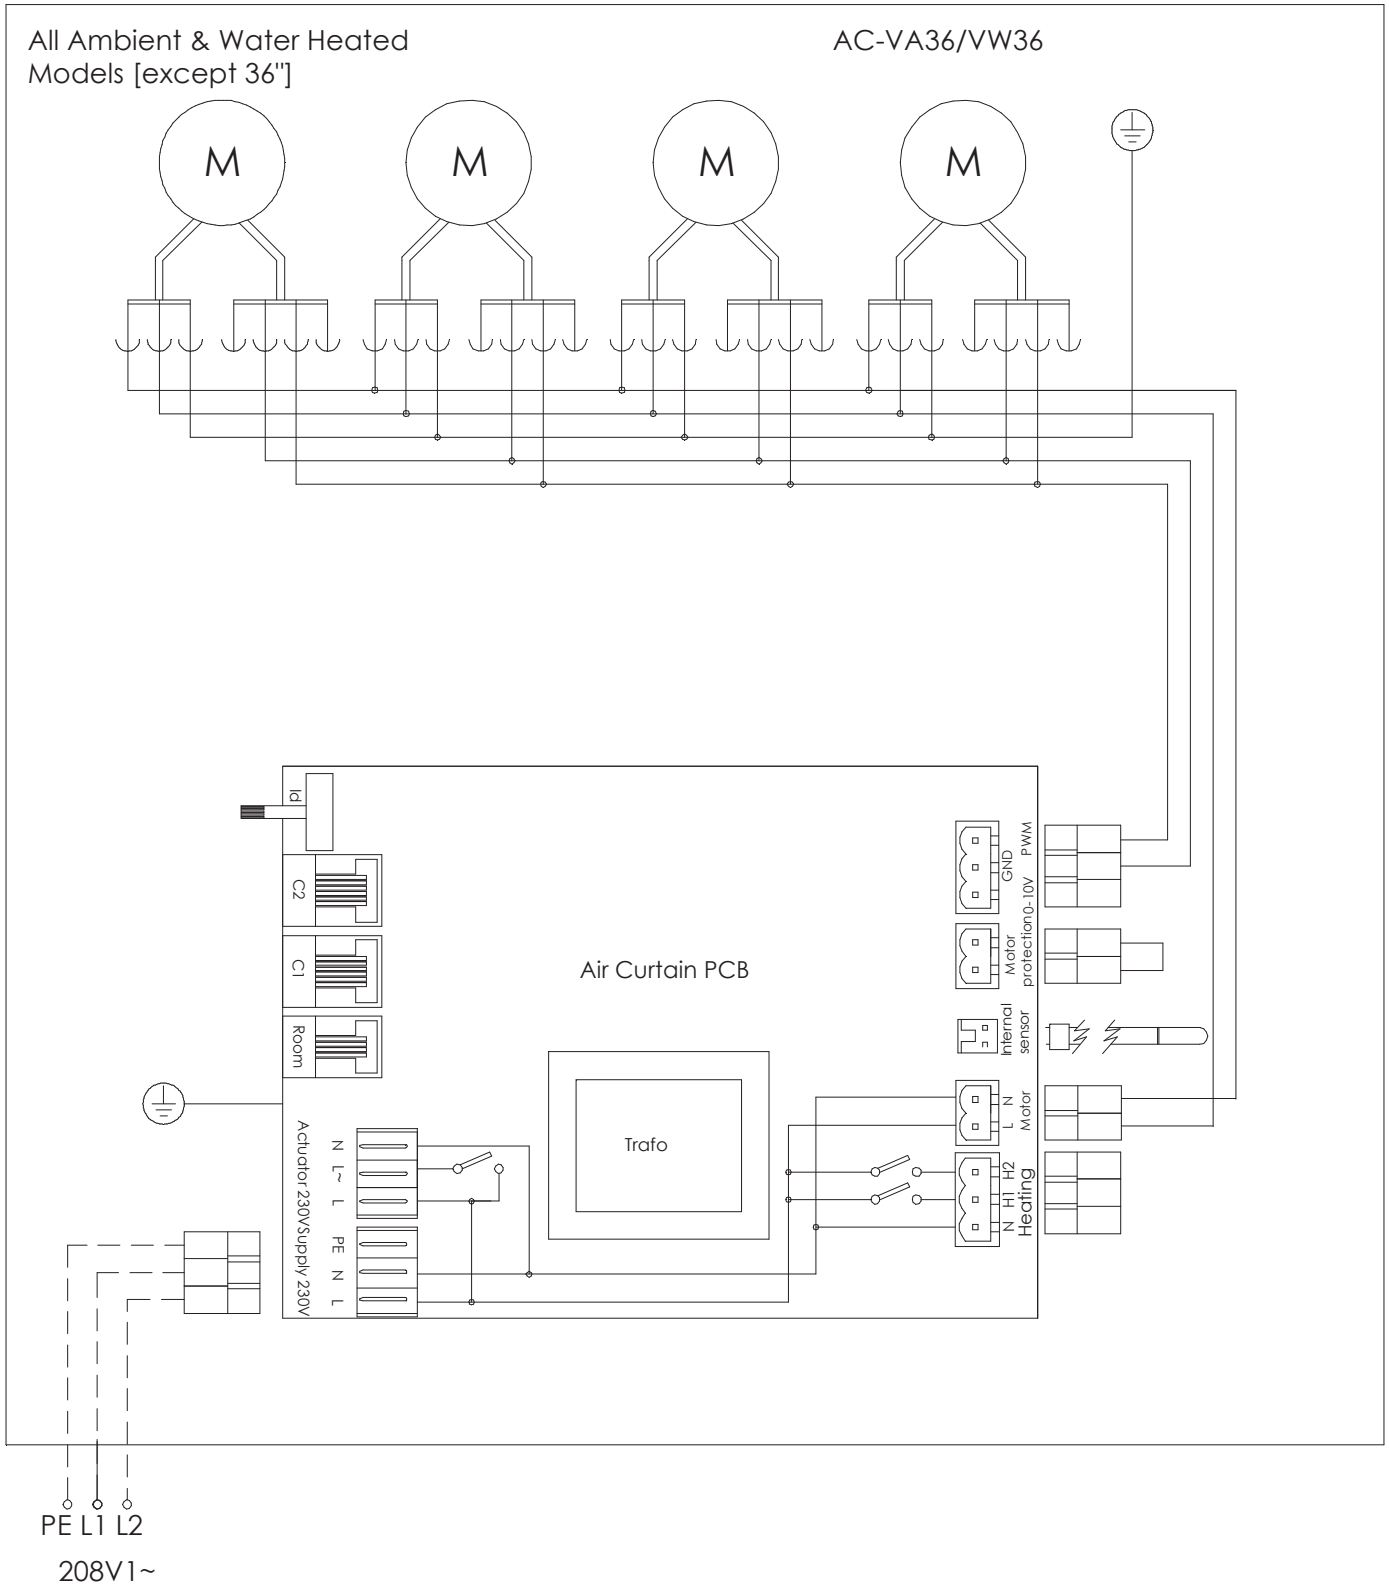 All Ambient & Water Heated
Models [except 36"]
AC-VA36/VW36
M
M
M
M
Id
C2
C1
Room
Air Curtain PCB
Trafo
PWM
GND
0-10V
Motor
protection
Internal
sensor
N
L
Motor
H2
H1
N
Heating
Actuator 230V
N
L~
L
Supply 230V
PE
N
L
PE L1 L2
208V1~